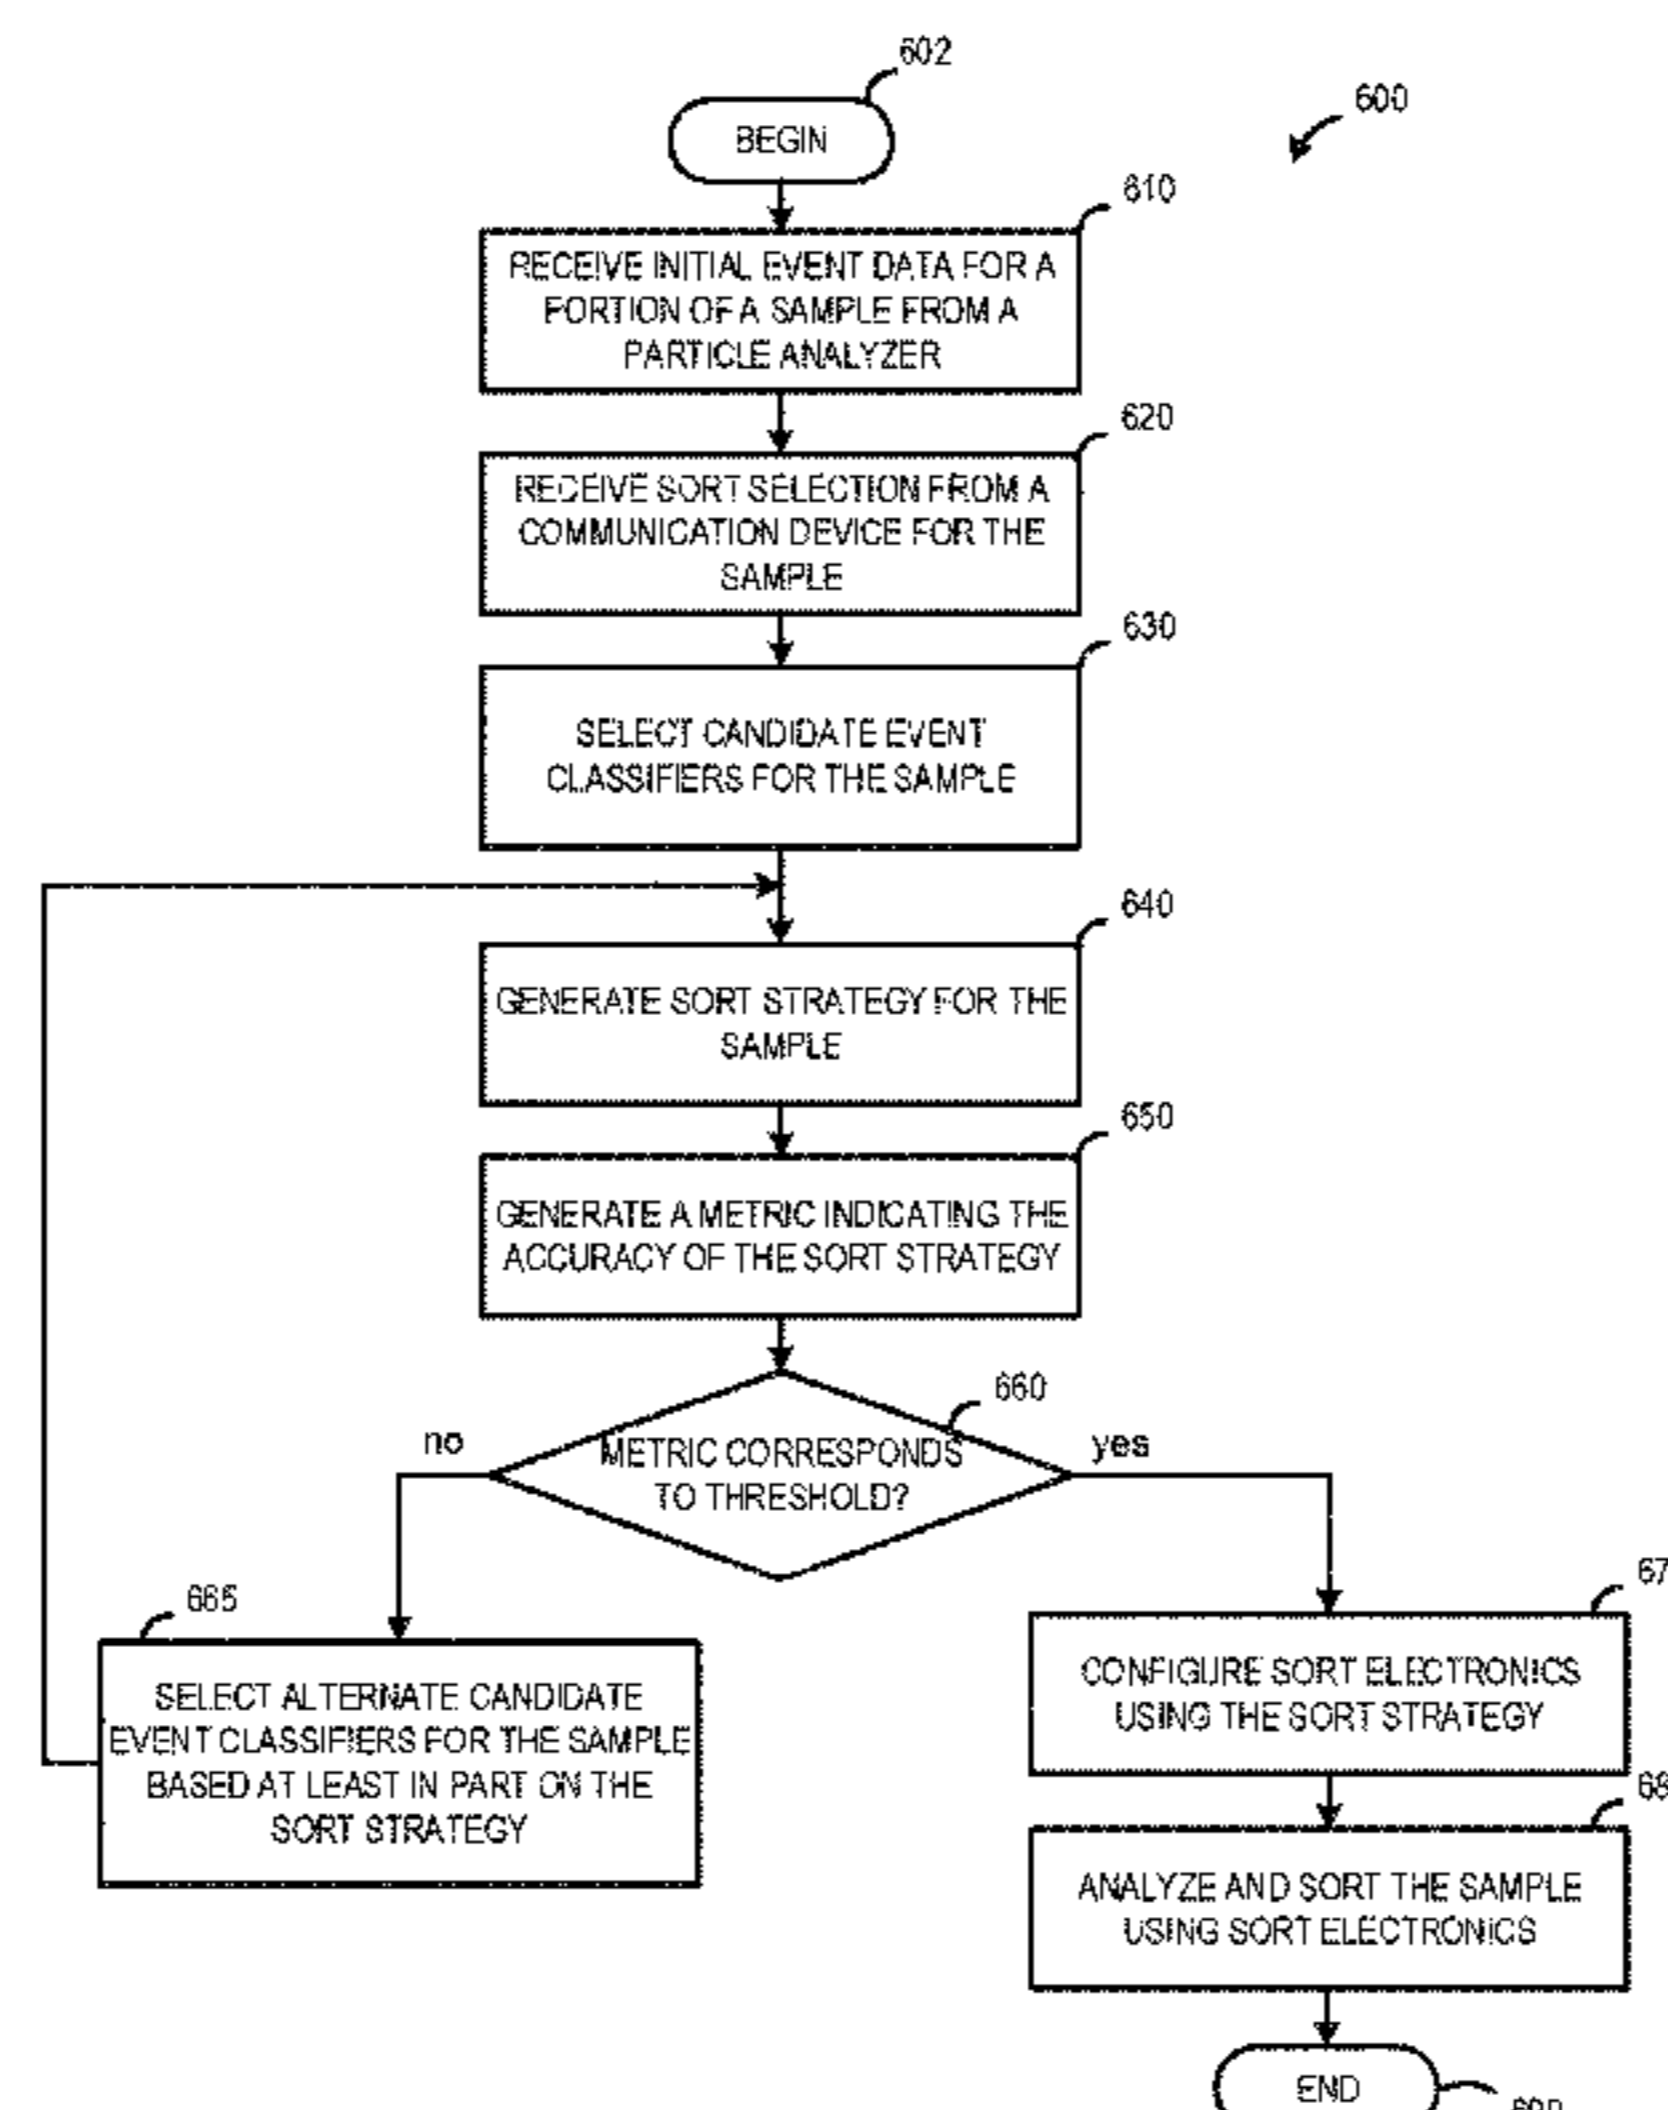 602
600
BEGIN
610
RECEIVE INITIAL EVENT DATA FOR A
PORTION OF A SAMPLE FROM A
PARTICLE ANALYZER
620
RECEIVE SORT SELECTION FROM A
COMMUNICATION DEVICE FOR THE
SAMPLE
630
SELECT CANDIDATE EVENT
CLASSIFIERS FOR THE SAMPLE
640
GENERATE SORT STRATEGY FOR THE
SAMPLE
650
GENERATE A METRIC INDICATING THE
ACCURACY OF THE SORT STRATEGY
660
no
METRIC CORRESPONDS
TO THRESHOLD?
yes
665
SELECT ALTERNATE CANDIDATE
EVENT CLASSIFIERS FOR THE SAMPLE
BASED AT LEAST IN PART ON THE
SORT STRATEGY
67
CONFIGURE SORT ELECTRONICS
USING THE SORT STRATEGY
68
ANALYZE AND SORT THE SAMPLE
USING SORT ELECTRONICS
END